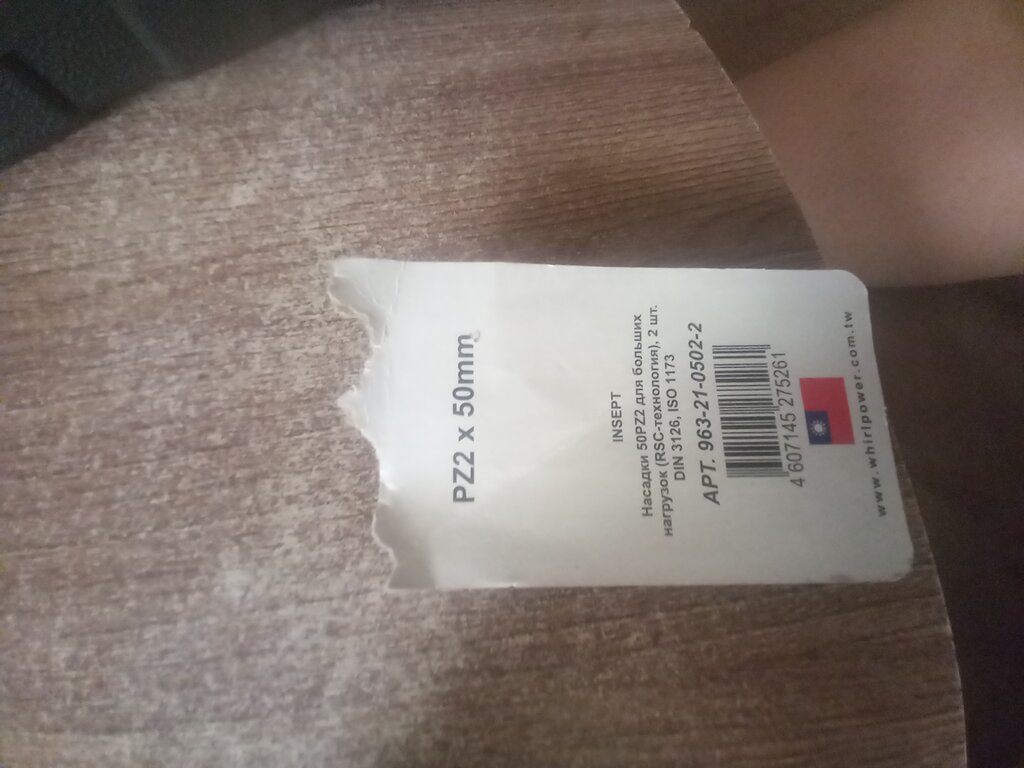 PZ2 x 50mm
INSEPT
Насадки 50PZ2 для больших
нагрузок (RSC-технология), 2 шт.
DIN 3126, ISO 1173
АРТ. 963-21-0502-2
4 607145 275261
www.whirlpower.com.tw